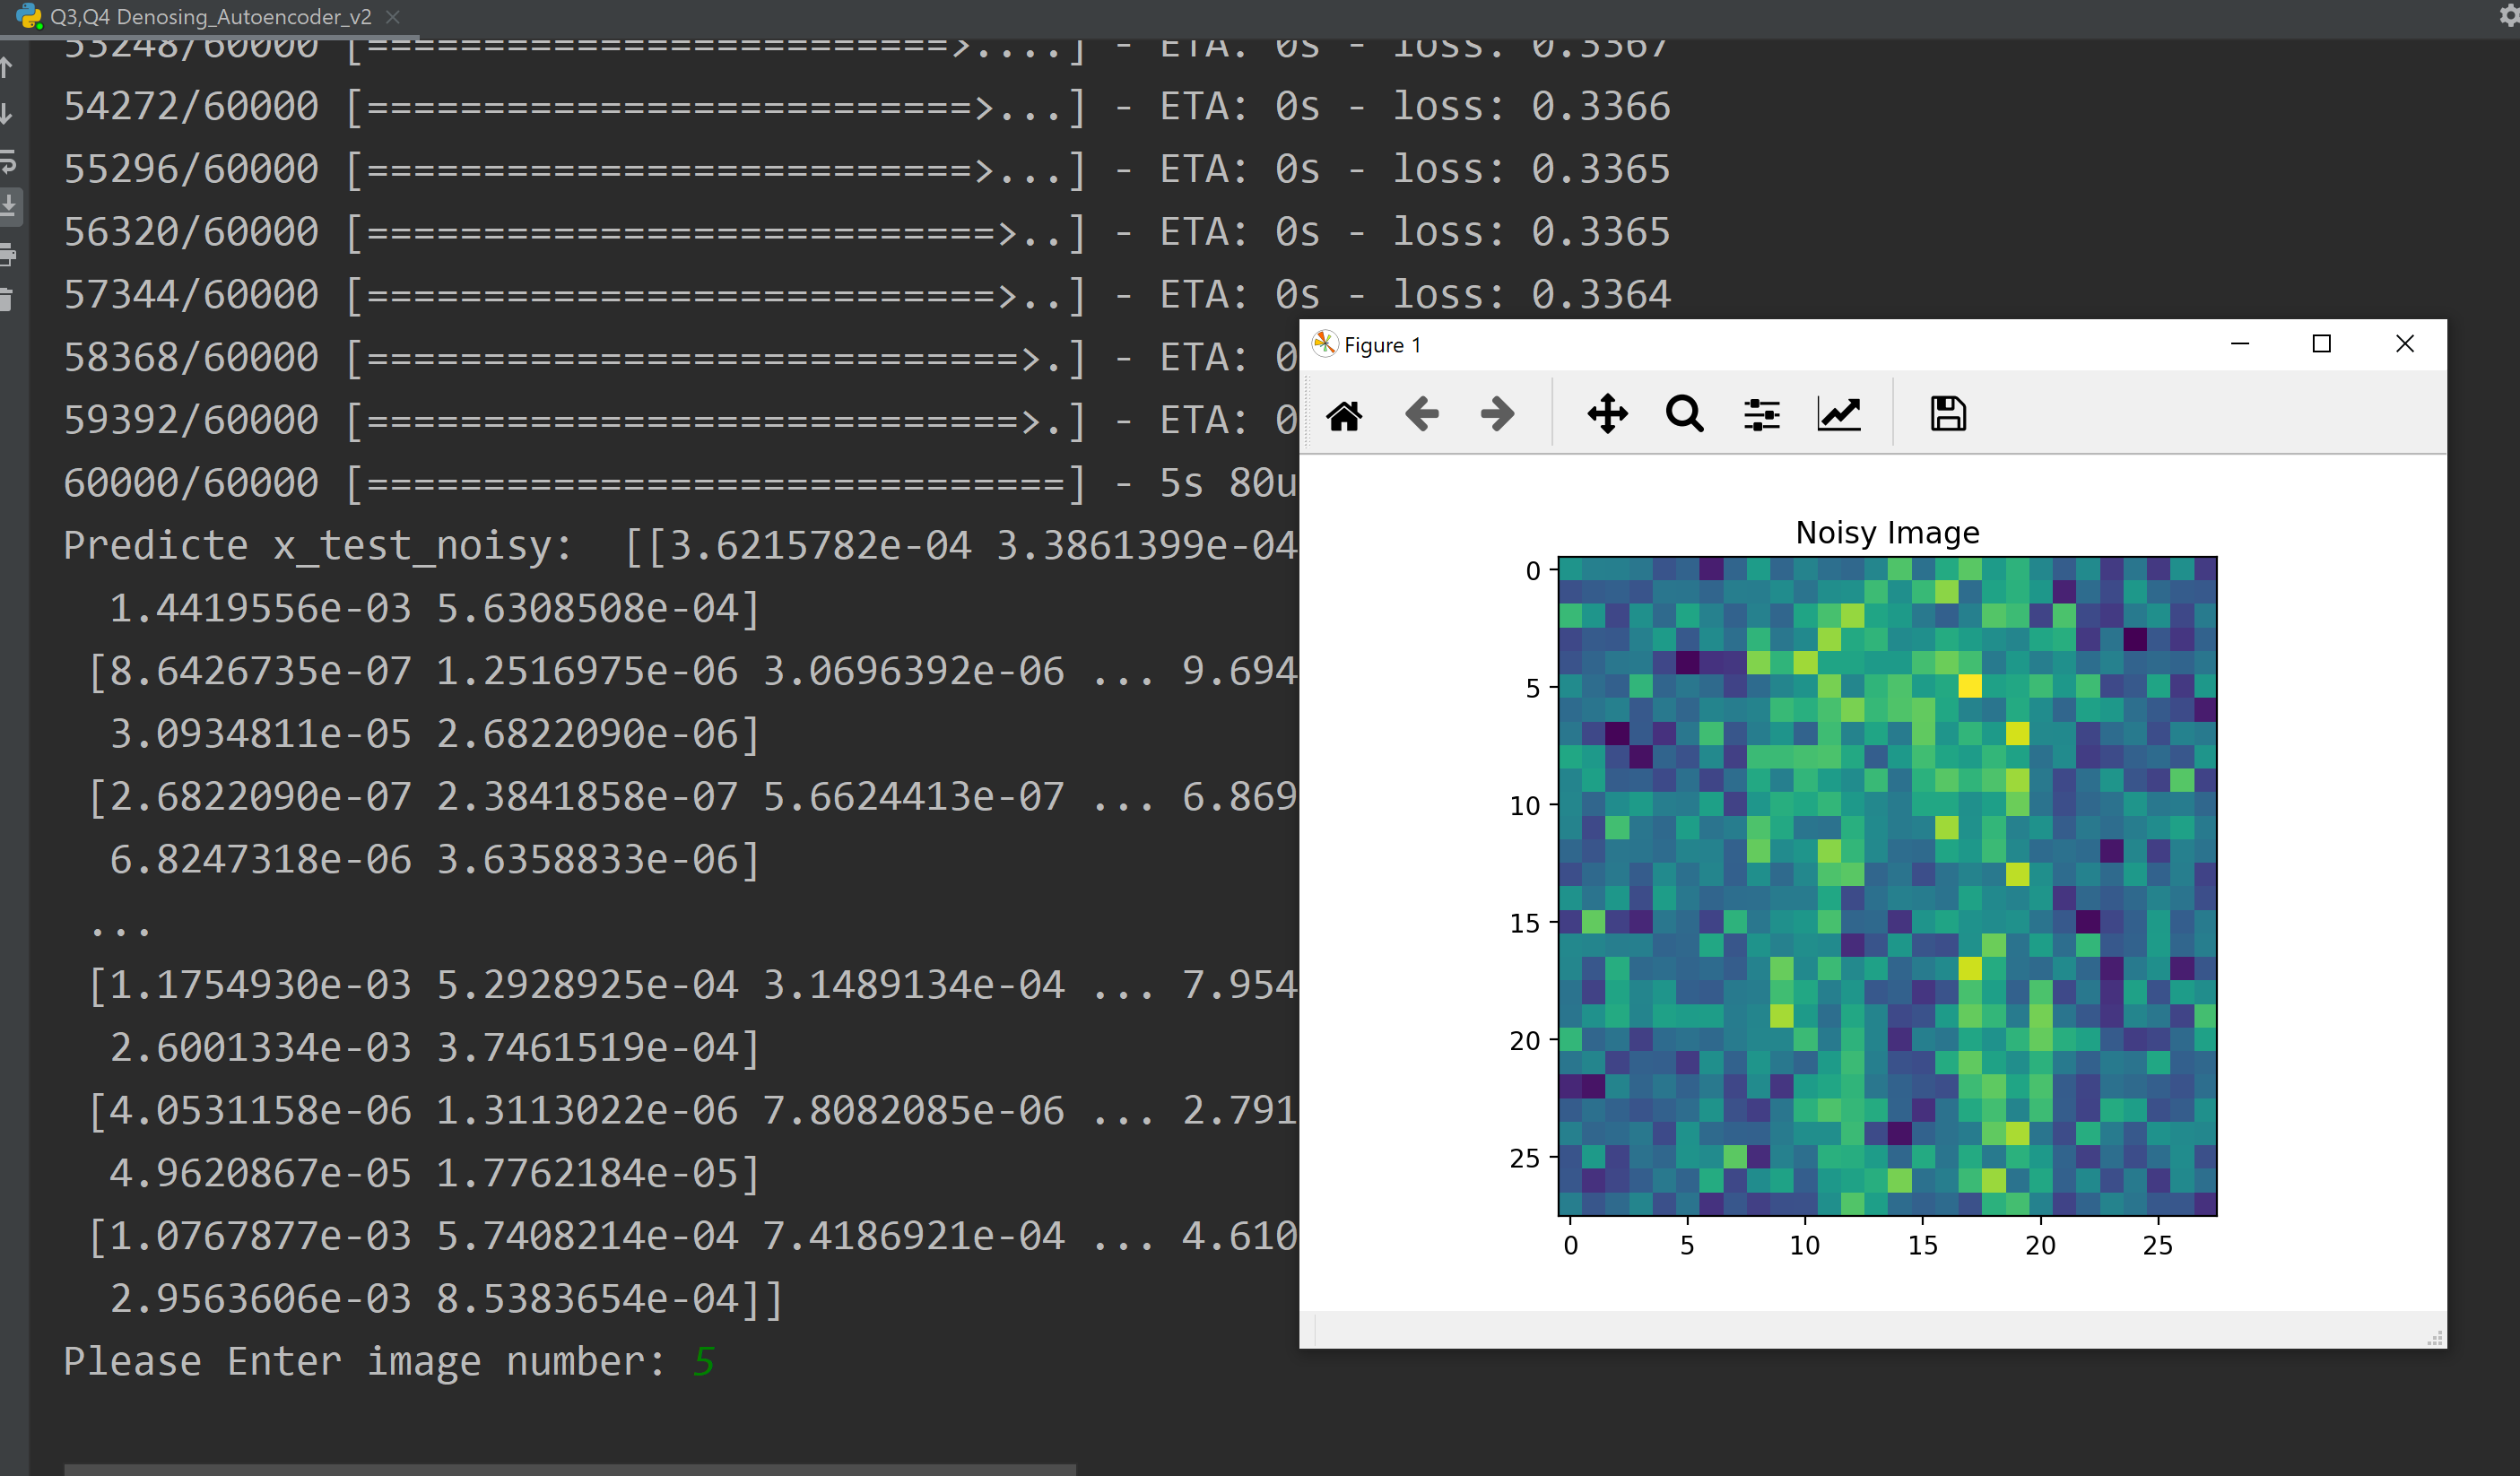 Q3,Q4 Denosing_Autoencoder_v2
53248/60000 [=========================>....] - ETA: 0s - loss: 0.3367
54272/60000 [==========================>...] - ETA: 0s - loss: 0.3366
55296/60000 [==========================>...] - ETA: 0s - loss: 0.3365
56320/60000 [===========================>..] - ETA: 0s - loss: 0.3365
57344/60000 [===========================>..] - ETA: 0s - loss: 0.3364
58368/60000 [============================>.] - ETA: 0
59392/60000 [============================>.] - ETA: 0
60000/60000 [==============================] - 5s 80u
Predicte x_test_noisy:  [[3.6215782e-04 3.3861399e-04
1.4419556e-03 5.6308508e-04]
[8.6426735e-07 1.2516975e-06 3.0696392e-06 ... 9.694
3.0934811e-05 2.6822090e-06]
[2.6822090e-07 2.3841858e-07 5.6624413e-07 ... 6.869
6.8247318e-06 3.6358833e-06]
...
[1.1754930e-03 5.2928925e-04 3.1489134e-04 ... 7.954
2.6001334e-03 3.7461519e-04]
[4.0531158e-06 1.3113022e-06 7.8082085e-06 ... 2.791
4.9620867e-05 1.7762184e-05]
[1.0767877e-03 5.7408214e-04 7.4186921e-04 ... 4.610
2.9563606e-03 8.5383654e-04]]
Please Enter image number: 5
Figure 1
Noisy Image
0
5
10
15
20
25
0 5 10 15 20 25